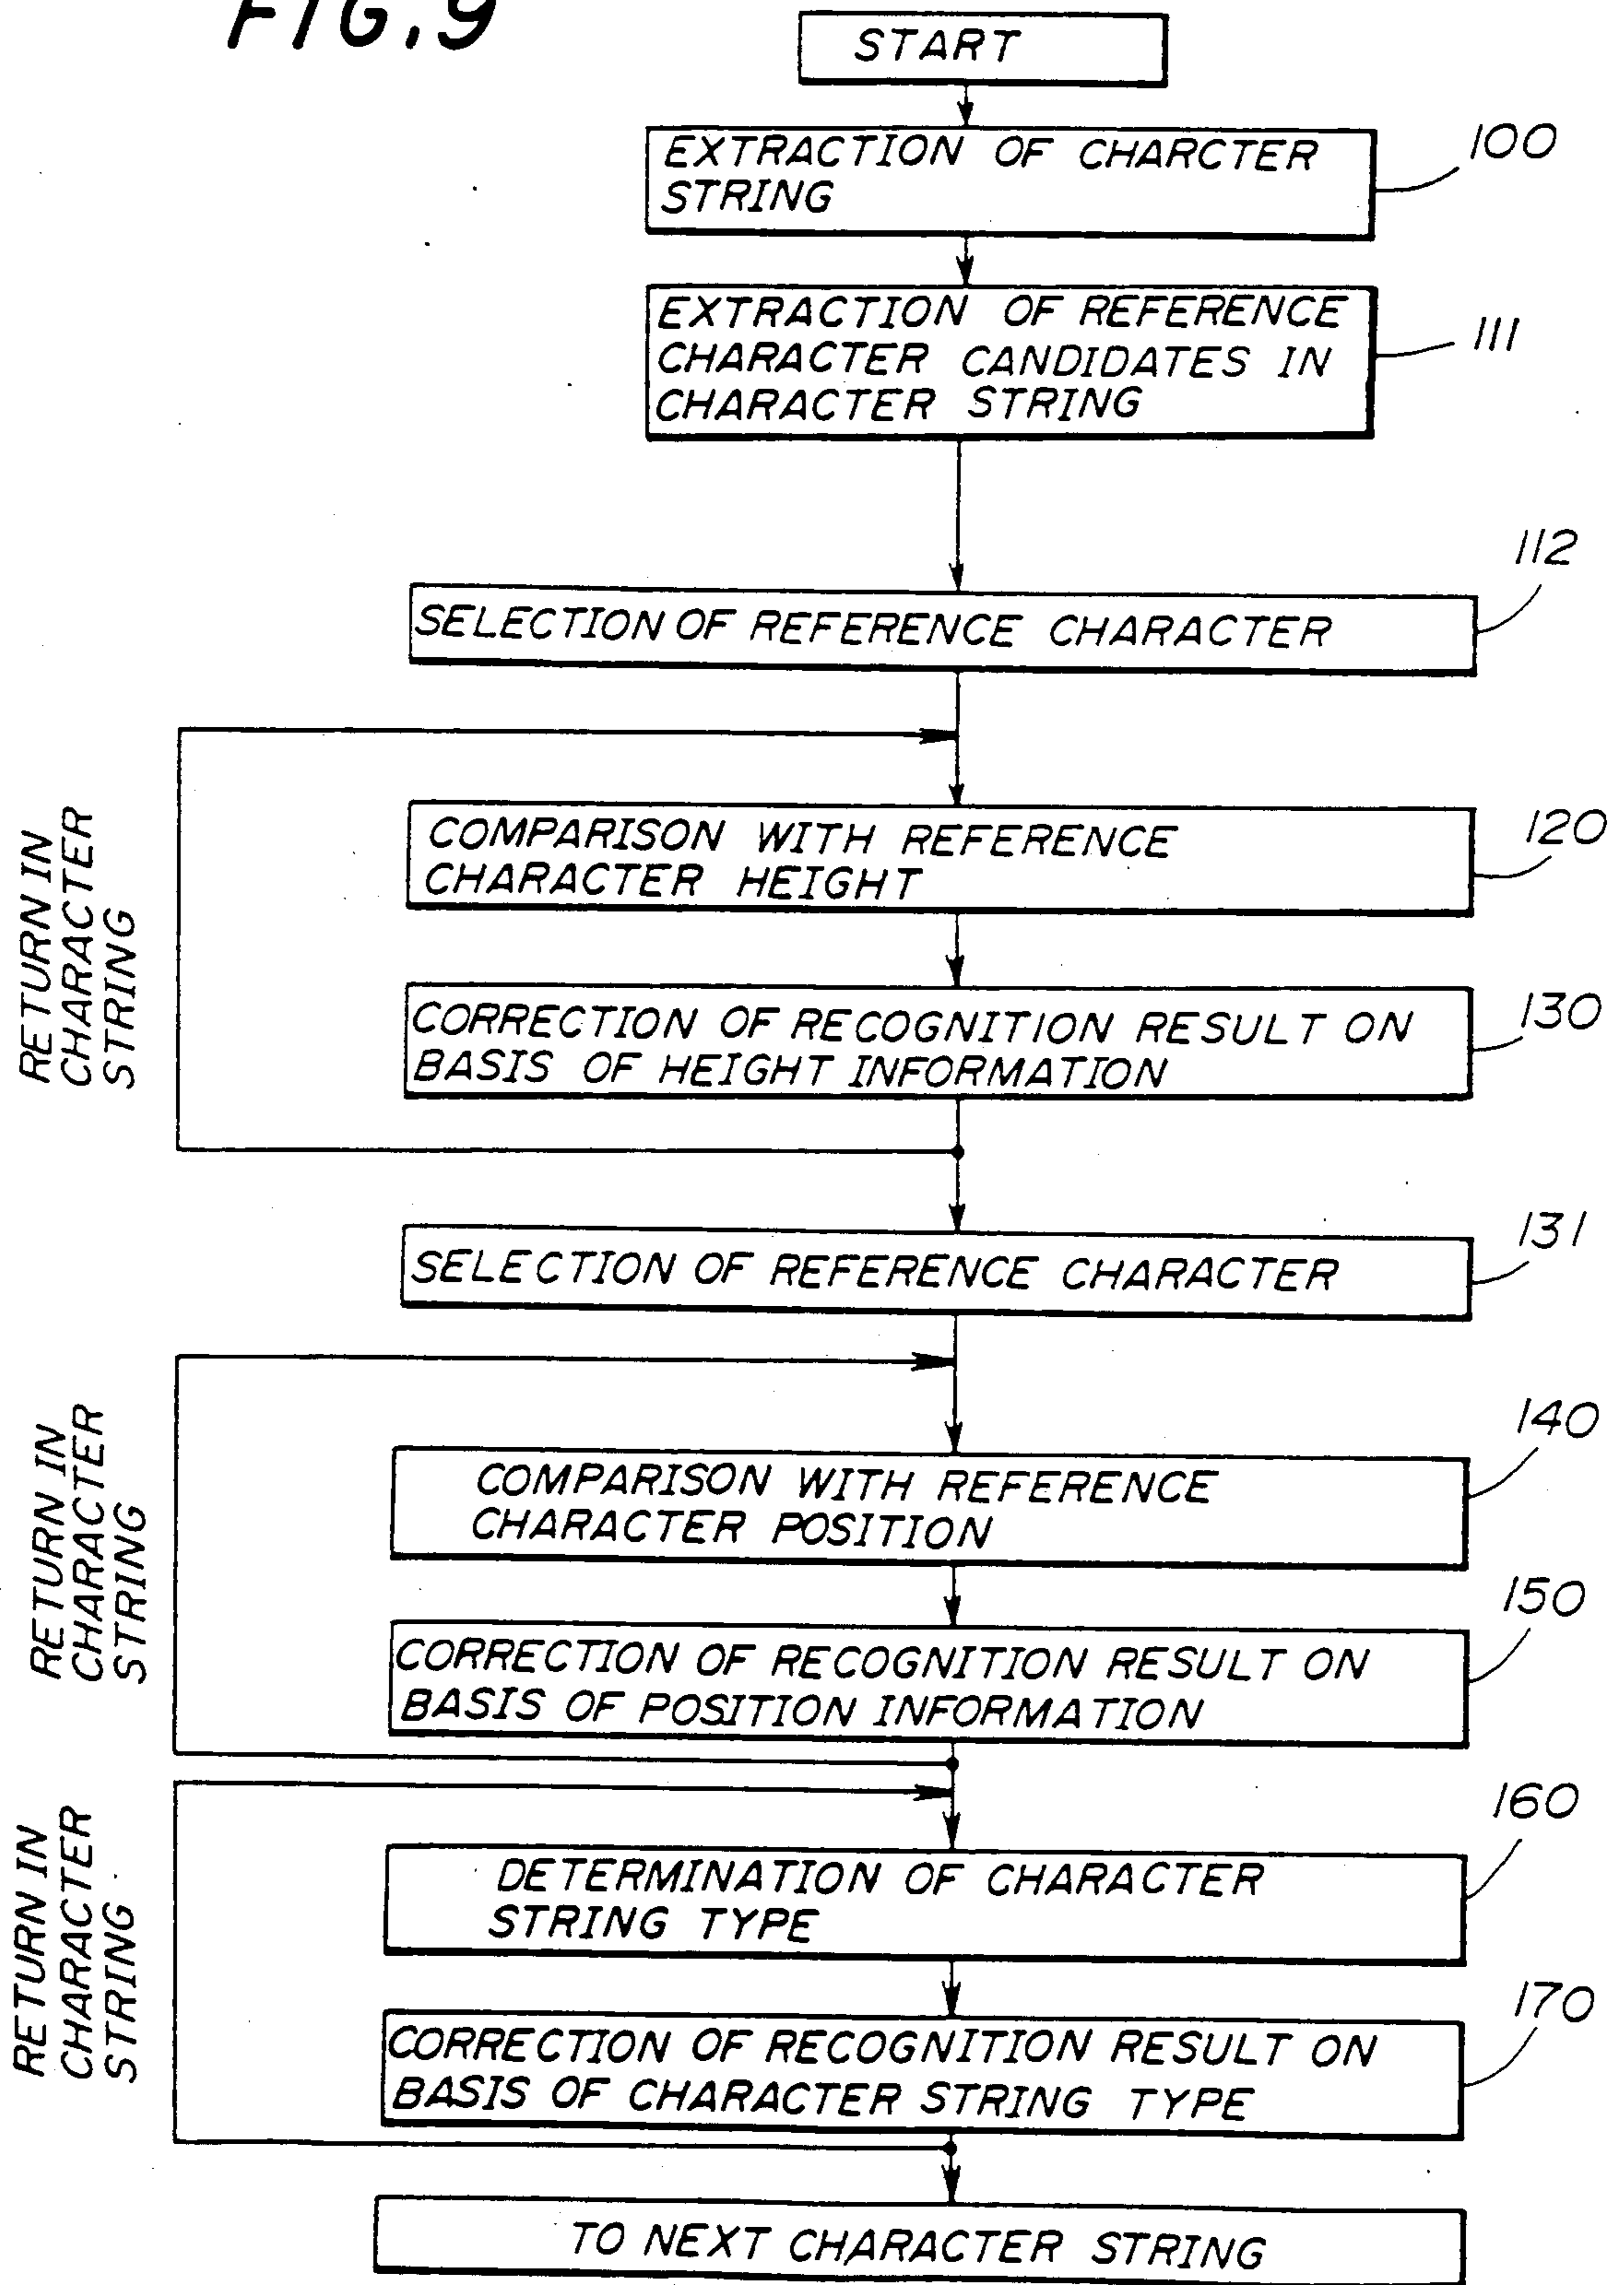 FIG.9
START
EXTRACTION OF CHARCTER
STRING
100
EXTRACTION OF REFERENCE
CHARACTER CANDIDATES IN
CHARACTER STRING
111
112
SELECTION OF REFERENCE CHARACTER
RETURN IN
CHARACTER
STRING
COMPARISON WITH REFERENCE
CHARACTER HEIGHT
120
CORRECTION OF RECOGNITION RESULT ON
BASIS OF HEIGHT INFORMATION
130
131
SELECTION OF REFERENCE CHARACTER
RETURN IN
CHARACTER
STRING
COMPARISON WITH REFERENCE
CHARACTER POSITION
140
CORRECTION OF RECOGNITION RESULT ON
BASIS OF POSITION INFORMATION
150
RETURN IN
CHARACTER
STRING
DETERMINATION OF CHARACTER
STRING TYPE
160
CORRECTION OF RECOGNITION RESULT ON
BASIS OF CHARACTER STRING TYPE
170
TO NEXT CHARACTER STRING